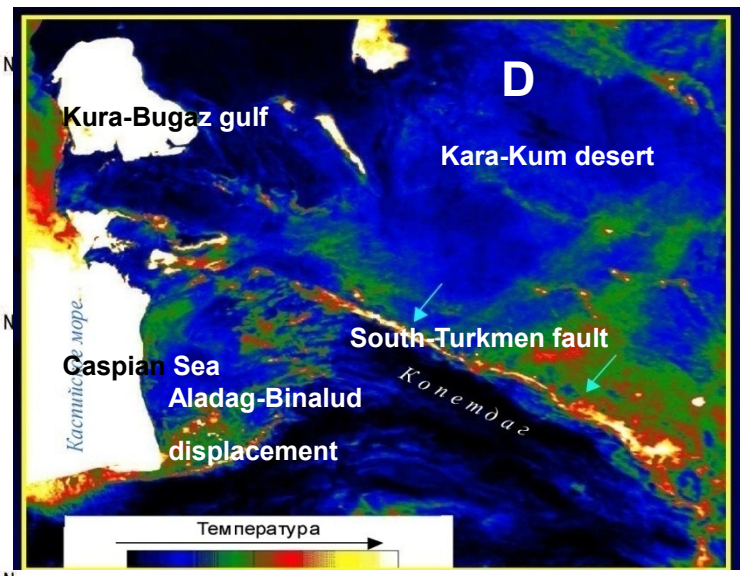 N
D
Kura-Bugaz gulf
Kara-Kum desert
N
South-Turkmen fault
Каспийское море
Caspian Sea
Копетдаг
Aladag-Binalud
displacement
Температура
N